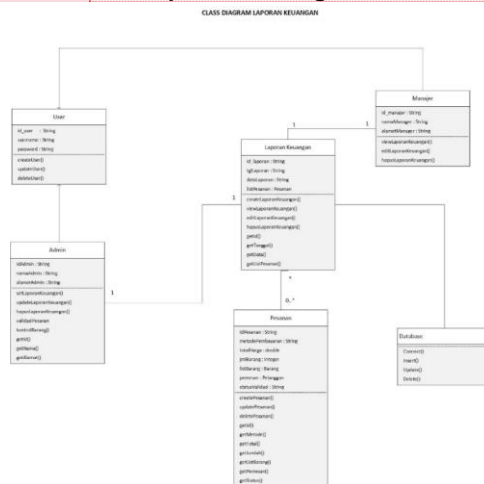 CLASS DIAGRAM LAPORAN KEUANGAN
User
id_user : String
username : String
password : String
createUser()
updateUser()
deleteUser()
Manajer
id_manajer : String
namaManajer : String
alamatManajer : String
viewLaporanKeuangan()
editLaporanKeuangan()
hapusLaporanKeuangan()
1
1
Laporan Keuangan
id_laporan : String
tglLaporan : String
dataLaporan : String
listPesanan : Pesanan
createLaporanKeuangan()
viewLaporanKeuangan()
editLaporanKeuangan()
hapusLaporanKeuangan()
getId()
getTanggal()
getData()
getListPesanan()
1
1
Admin
idAdmin : String
namaAdmin : String
alamatAdmin : String
updateLaporanKeuangan()
hapusLaporanKeuangan()
validasiPesanan
kontrolBarang()
getId()
getNama()
getAlamat()
*
0..*
Pesanan
idPesanan : String
metodePembayaran : String
totalHarga : double
jmlBarang : Integer
listBarang : Barang
pemesan : Pelanggan
statusValidasi : String
createPesanan()
updatePesanan()
deletePesanan()
getId()
getMetode()
getTotal()
getJumlah()
getListBarang()
getPemesan()
getStatus()
Database
Connect()
Insert()
Update()
Delete()